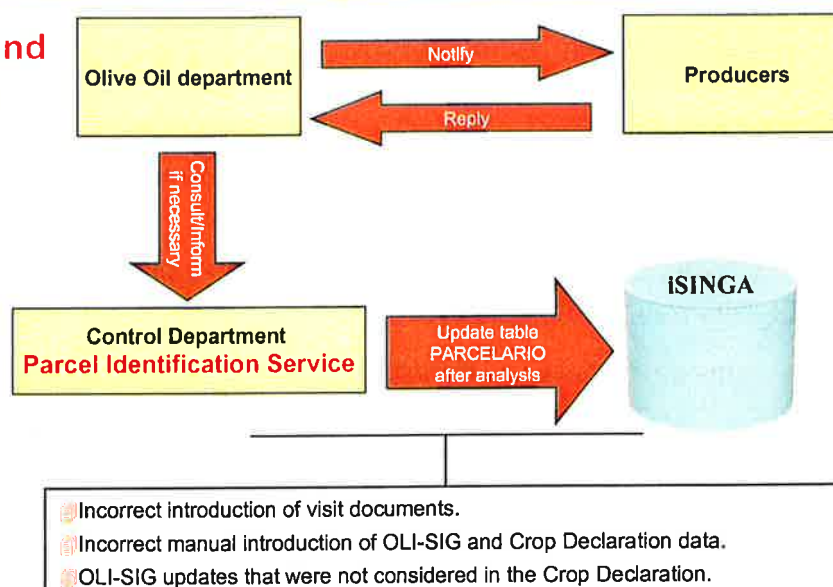 nd
Olive Oil department
Notify
Producers
Reply
Consult/Inform
if necessary
iSINGA
Control Department
Parcel Identification Service
Update table
PARCELARIO
after analysis
Incorrect introduction of visit documents.
Incorrect manual introduction of OLI-SIG and Crop Declaration data.
OLI-SIG updates that were not considered in the Crop Declaration.